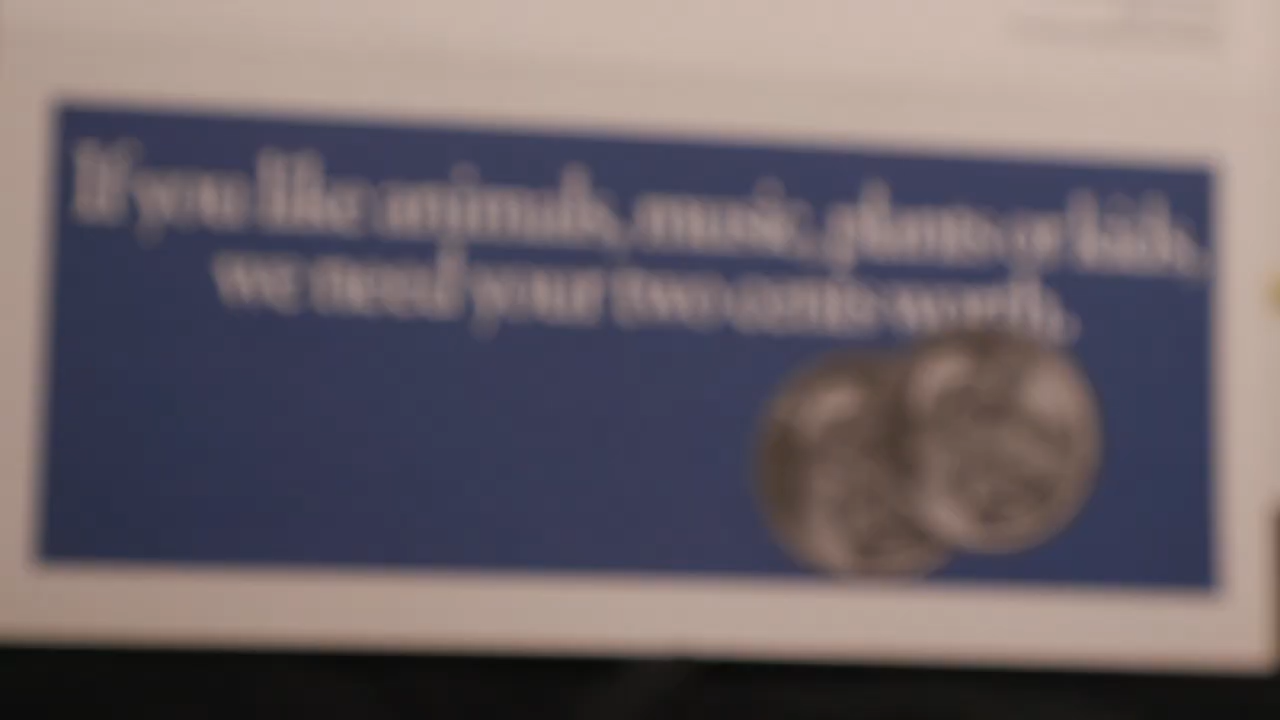 If you like animals, music, plants or kids,
we need your two cents worth.